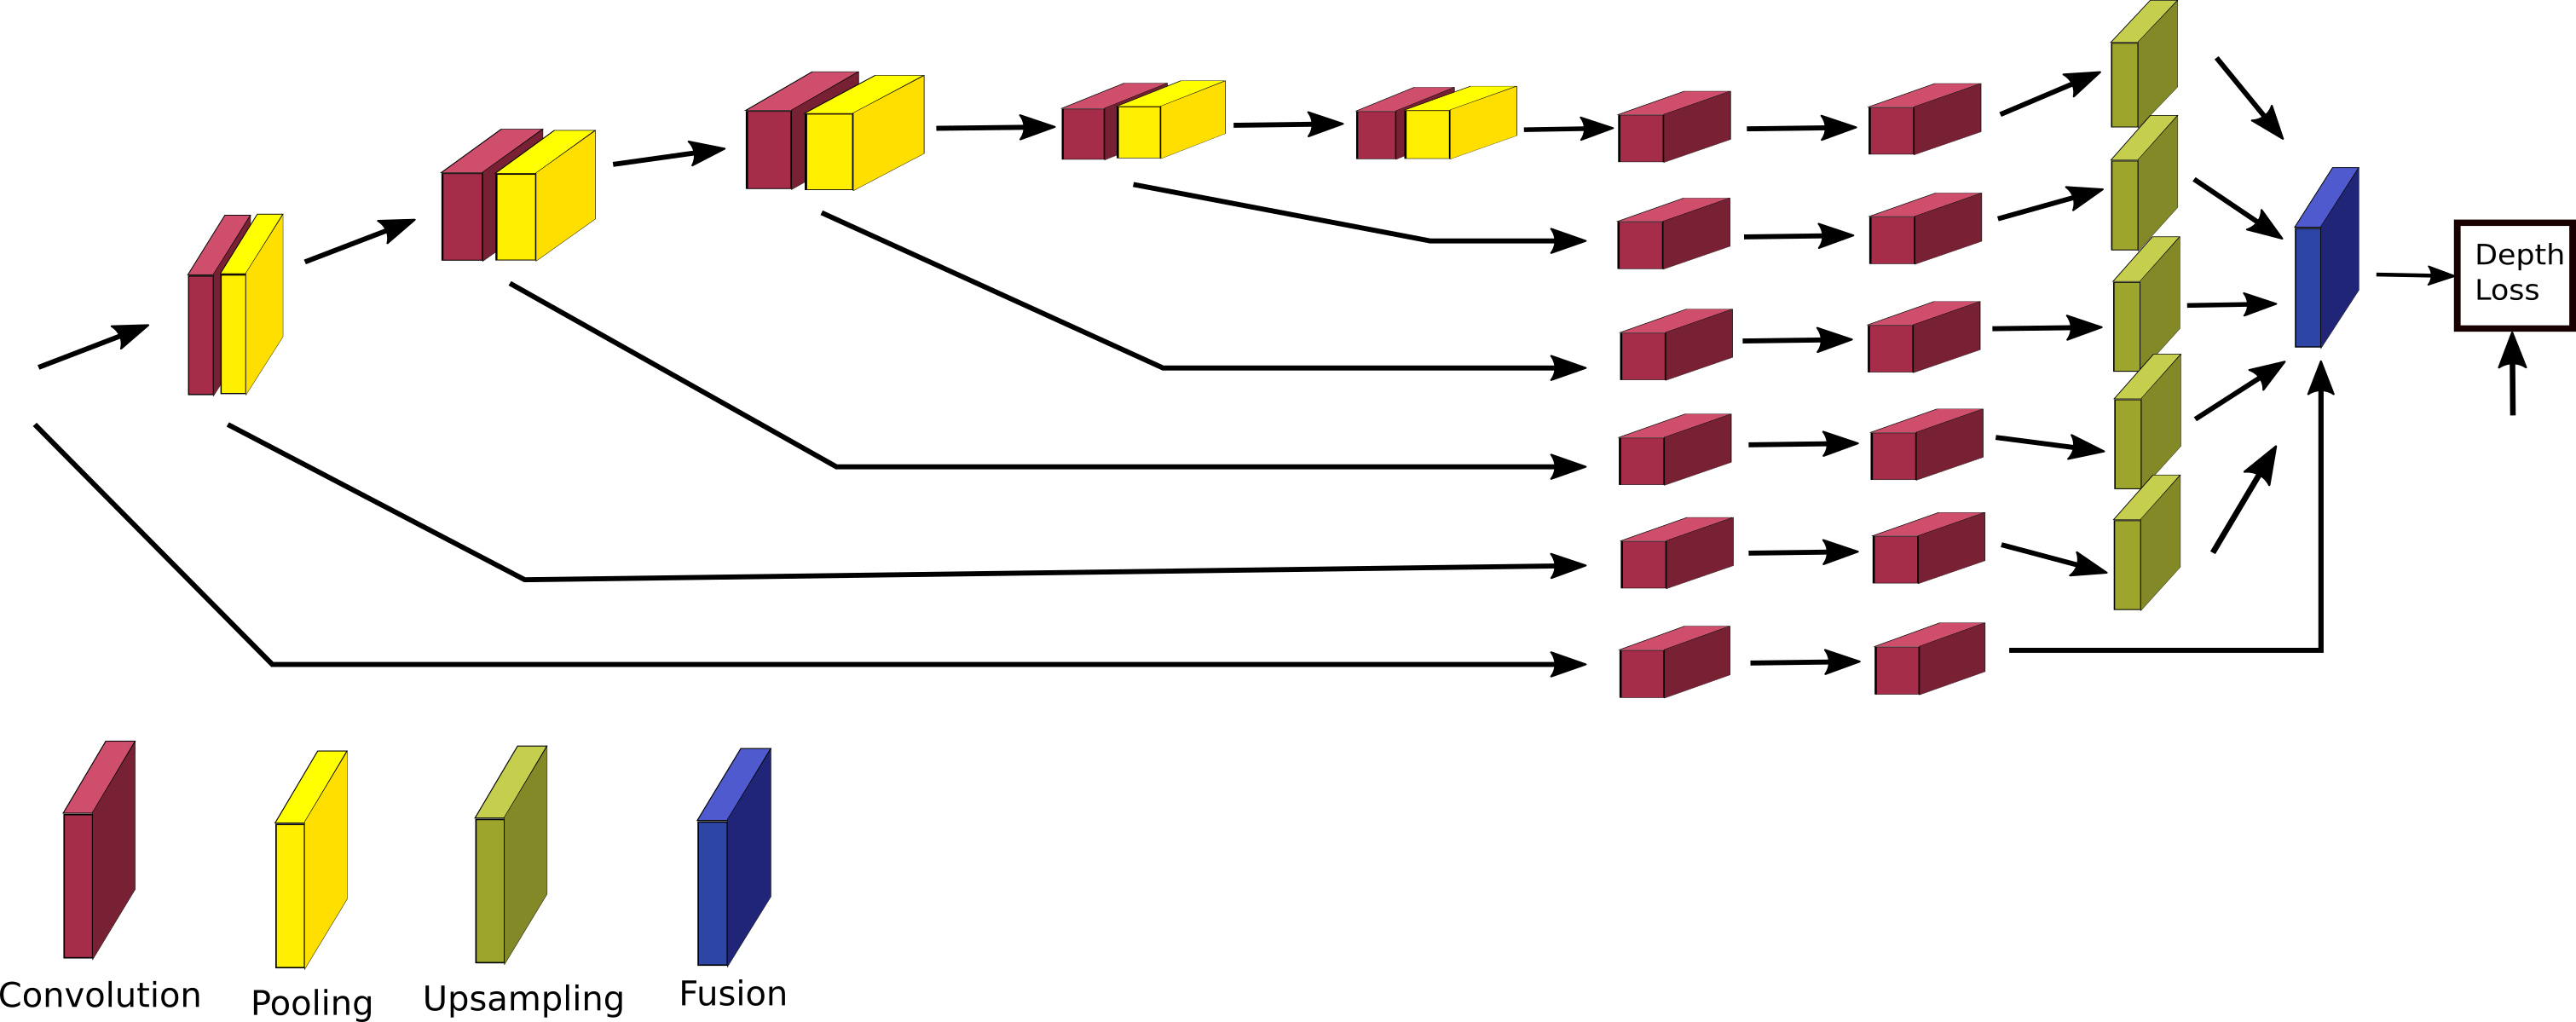 Depth
Loss
Convolution
Pooling
Upsampling
Fusion